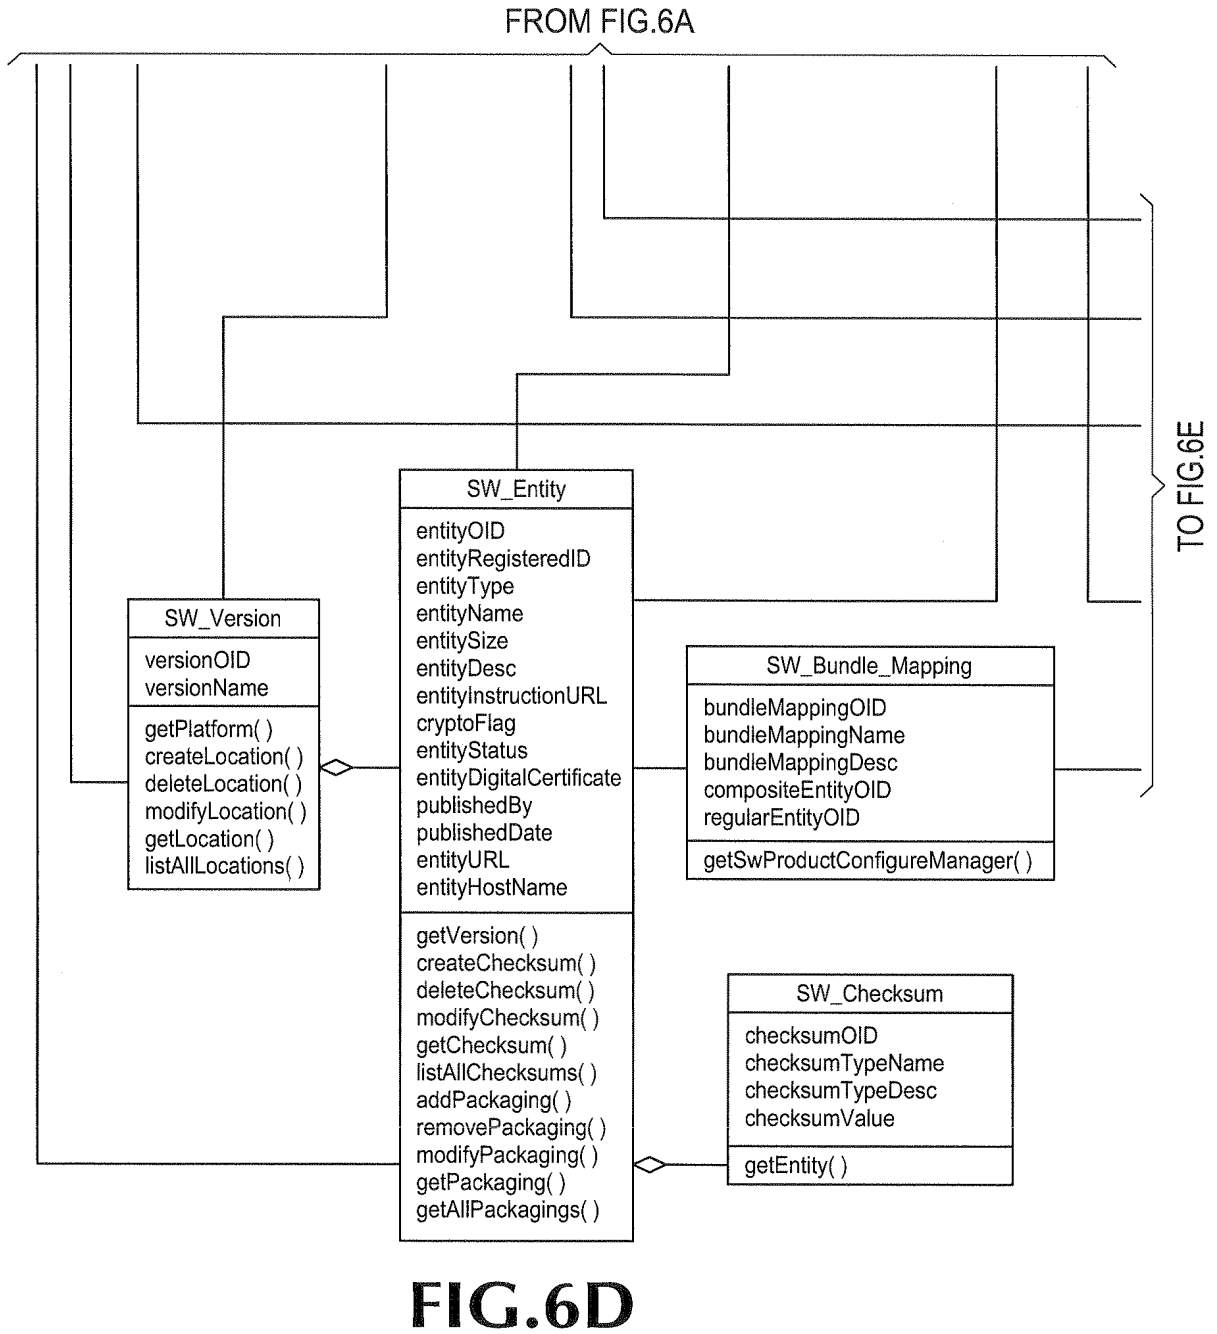 FROM FIG.6A
TO FIG.6E
SW_Entity
entityOID
entityRegisteredID
entityType
entityName
entitySize
entityDesc
entityInstructionURL
cryptoFlag
entityStatus
entityDigitalCertificate
publishedBy
publishedDate
entityURL
entityHostName
getVersion( )
createChecksum( )
deleteChecksum( )
modifyChecksum( )
getChecksum( )
listAllChecksums( )
addPackaging( )
removePackaging( )
modifyPackaging( )
getPackaging( )
getAllPackagings( )
SW_Version
versionOID
versionName
getPlatform( )
createLocation( )
deleteLocation( )
modifyLocation( )
getLocation( )
listAllLocations( )
SW_Bundle_Mapping
bundleMappingOID
bundleMappingName
bundleMappingDesc
compositeEntityOID
regularEntityOID
getSwProductConfigureManager( )
SW_Checksum
checksumOID
checksumTypeName
checksumTypeDesc
checksumValue
getEntity( )
FIG.6D